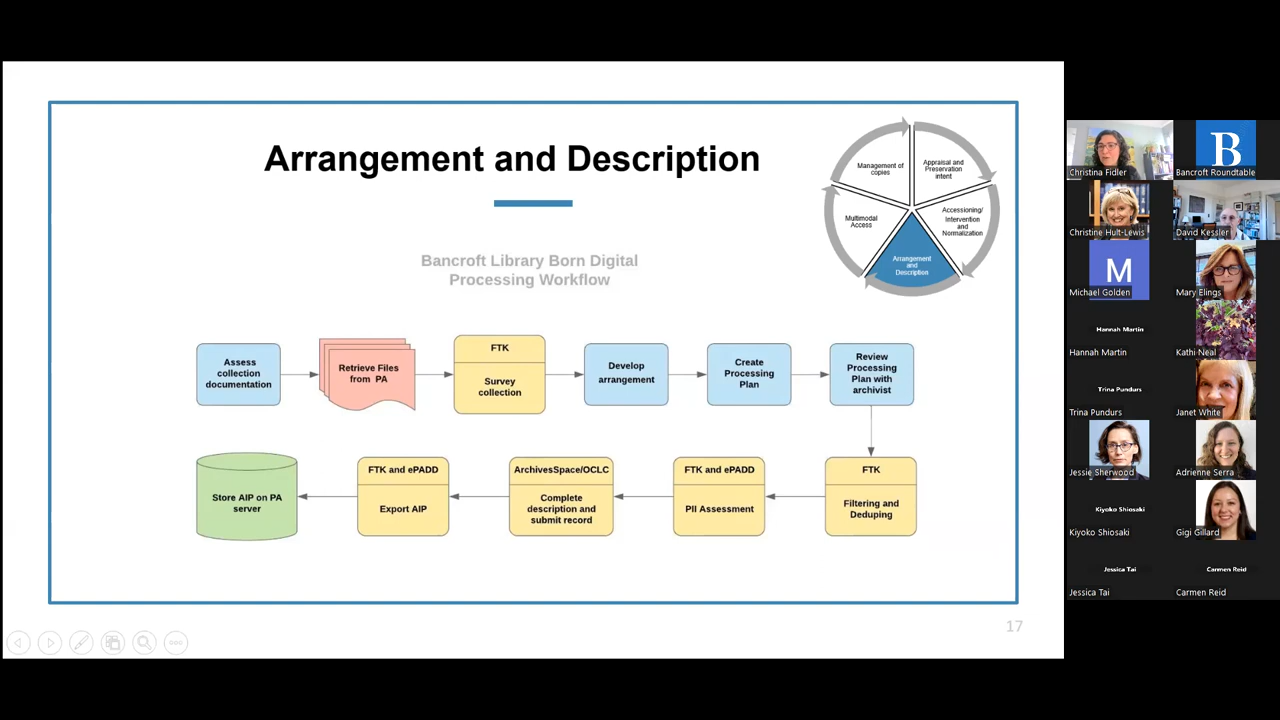 Arrangement and Description
Bancroft Library Born Digital
Processing Workflow
Management of
copies
Appraisal and
Preservation
intent
Accessioning/
Intervention
and
Normalization
Arrangement
and
Description
Multimodal
Access
Assess
collection
documentation
Retrieve Files
from PA
FTK
Survey
collection
Develop
arrangement
Create
Processing
Plan
Review
Processing
Plan with
archivist
FTK
Filtering and
Deduping
FTK and ePADD
PII Assessment
ArchivesSpace/OCLC
Complete
description and
submit record
FTK and ePADD
Export AIP
Store AIP on PA
server
17
Christina Fidler
B
Bancroft Roundtable
Christine Hult-Lewis
David Kessler
M
Michael Golden
Mary Elings
Hannah Martin
Hannah Martin
Kathi Neal
Trina Pundurs
Trina Pundurs
Janet White
Jessie Sherwood
Adrienne Serra
Kiyoko Shiosaki
Kiyoko Shiosaki
Gigi Gillard
Jessica Tai
Jessica Tai
Carmen Reid
Carmen Reid